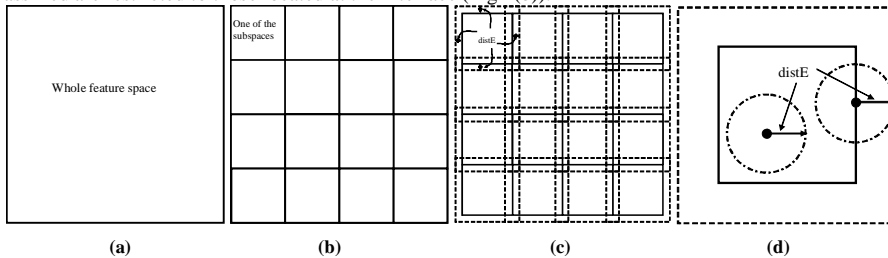 One of the
subspaces
distE
distE
Whole feature space
(a)
(b)
(c)
(d)